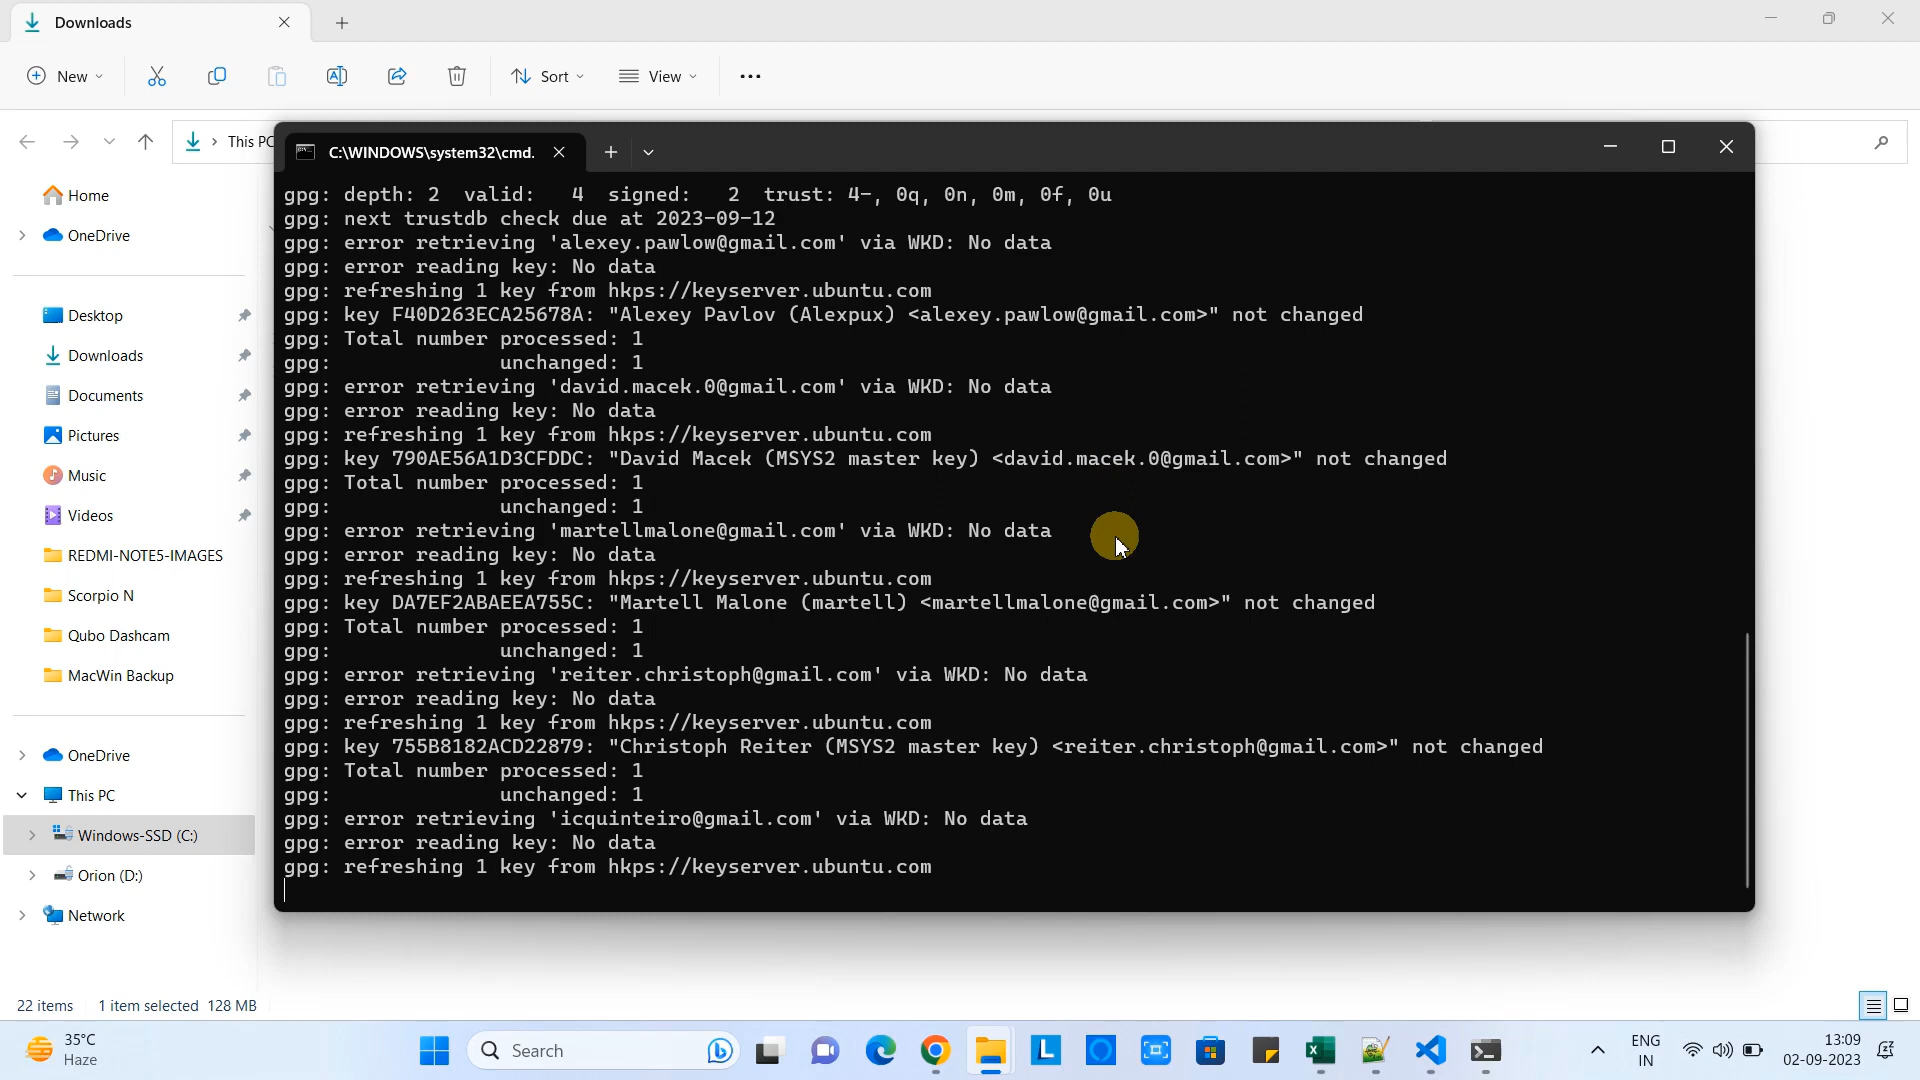 Downloads
New
Sort
View
This PC
C:\WINDOWS\system32\cmd.
Home
OneDrive
Desktop
Downloads
Documents
Pictures
Music
Videos
REDMI-NOTE5-IMAGES
Scorpio N
Qubo Dashcam
MacWin Backup
OneDrive
This PC
Windows-SSD (C:)
Orion (D:)
Network
gpg: depth: 2  valid:   4  signed:   2  trust: 4-, 0q, 0n, 0m, 0f, 0u
gpg: next trustdb check due at 2023-09-12
gpg: error retrieving 'alexey.pawlow@gmail.com' via WKD: No data
gpg: error reading key: No data
gpg: refreshing 1 key from hkps://keyserver.ubuntu.com
gpg: key F40D263ECA25678A: "Alexey Pavlov (Alexpux) <alexey.pawlow@gmail.com>" not changed
gpg: Total number processed: 1
gpg:              unchanged: 1
gpg: error retrieving 'david.macek.0@gmail.com' via WKD: No data
gpg: error reading key: No data
gpg: refreshing 1 key from hkps://keyserver.ubuntu.com
gpg: key 790AE56A1D3CFDDC: "David Macek (MSYS2 master key) <david.macek.0@gmail.com>" not changed
gpg: Total number processed: 1
gpg:              unchanged: 1
gpg: error retrieving 'martellmalone@gmail.com' via WKD: No data
gpg: error reading key: No data
gpg: refreshing 1 key from hkps://keyserver.ubuntu.com
gpg: key DA7EF2ABAEEA755C: "Martell Malone (martell) <martellmalone@gmail.com>" not changed
gpg: Total number processed: 1
gpg:              unchanged: 1
gpg: error retrieving 'reiter.christoph@gmail.com' via WKD: No data
gpg: error reading key: No data
gpg: refreshing 1 key from hkps://keyserver.ubuntu.com
gpg: key 755B8182ACD22879: "Christoph Reiter (MSYS2 master key) <reiter.christoph@gmail.com>" not changed
gpg: Total number processed: 1
gpg:              unchanged: 1
gpg: error retrieving 'icquinteiro@gmail.com' via WKD: No data
gpg: error reading key: No data
gpg: refreshing 1 key from hkps://keyserver.ubuntu.com
22 items  1 item selected  128 MB
35°C
Haze
Search
ENG
IN
13:09
02-09-2023